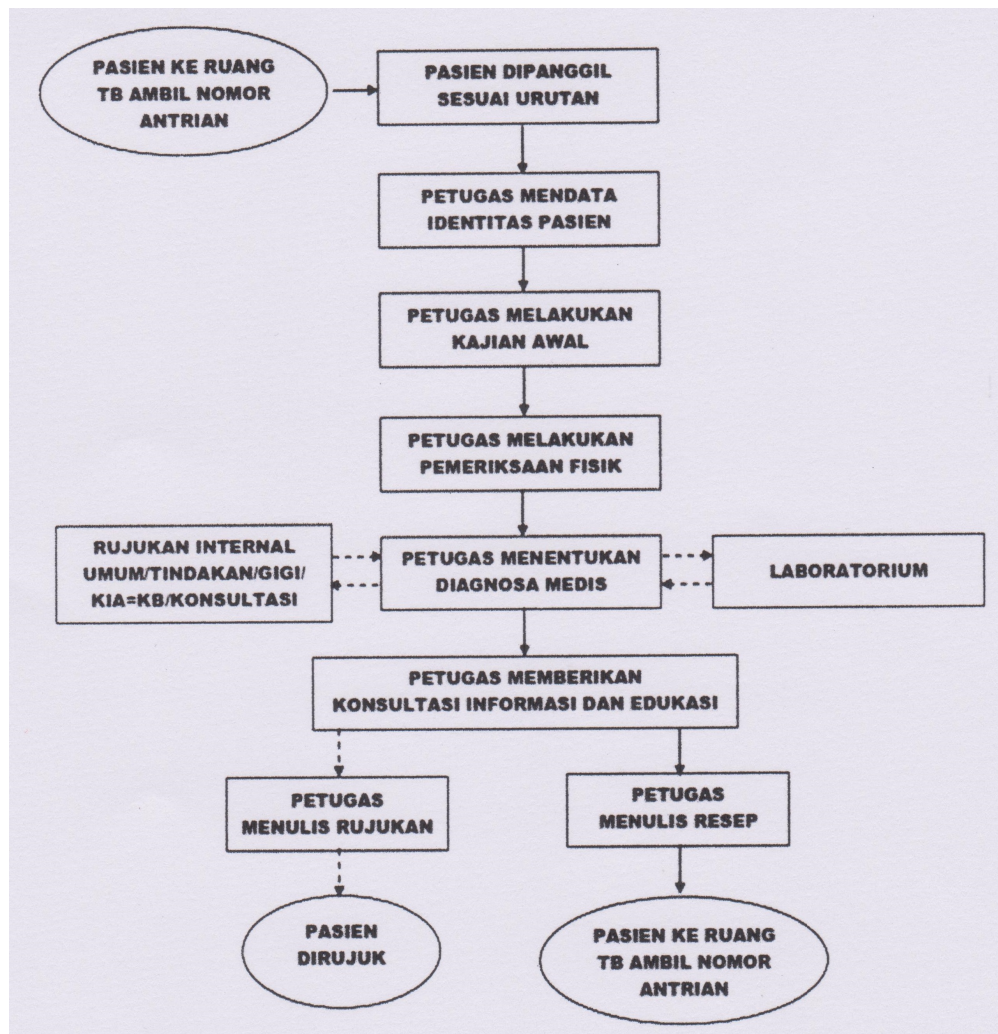 PASIEN KE RUANG
TB AMBIL NOMOR
ANTRIAN
PASIEN DIPANGGIL
SESUAI URUTAN
PETUGAS MENDATA
IDENTITAS PASIEN
PETUGAS MELAKUKAN
KAJIAN AWAL
PETUGAS MELAKUKAN
PEMERIKSAAN FISIK
RUJUKAN INTERNAL
UMUM/TINDAKAN/GIGI/
KIA=KB/KONSULTASI
PETUGAS MENENTUKAN
DIAGNOSA MEDIS
LABORATORIUM
PETUGAS MEMBERIKAN
KONSULTASI INFORMASI DAN EDUKASI
PETUGAS
MENULIS RUJUKAN
PETUGAS
MENULIS RESEP
PASIEN
DIRUJUK
PASIEN KE RUANG
TB AMBIL NOMOR
ANTRIAN